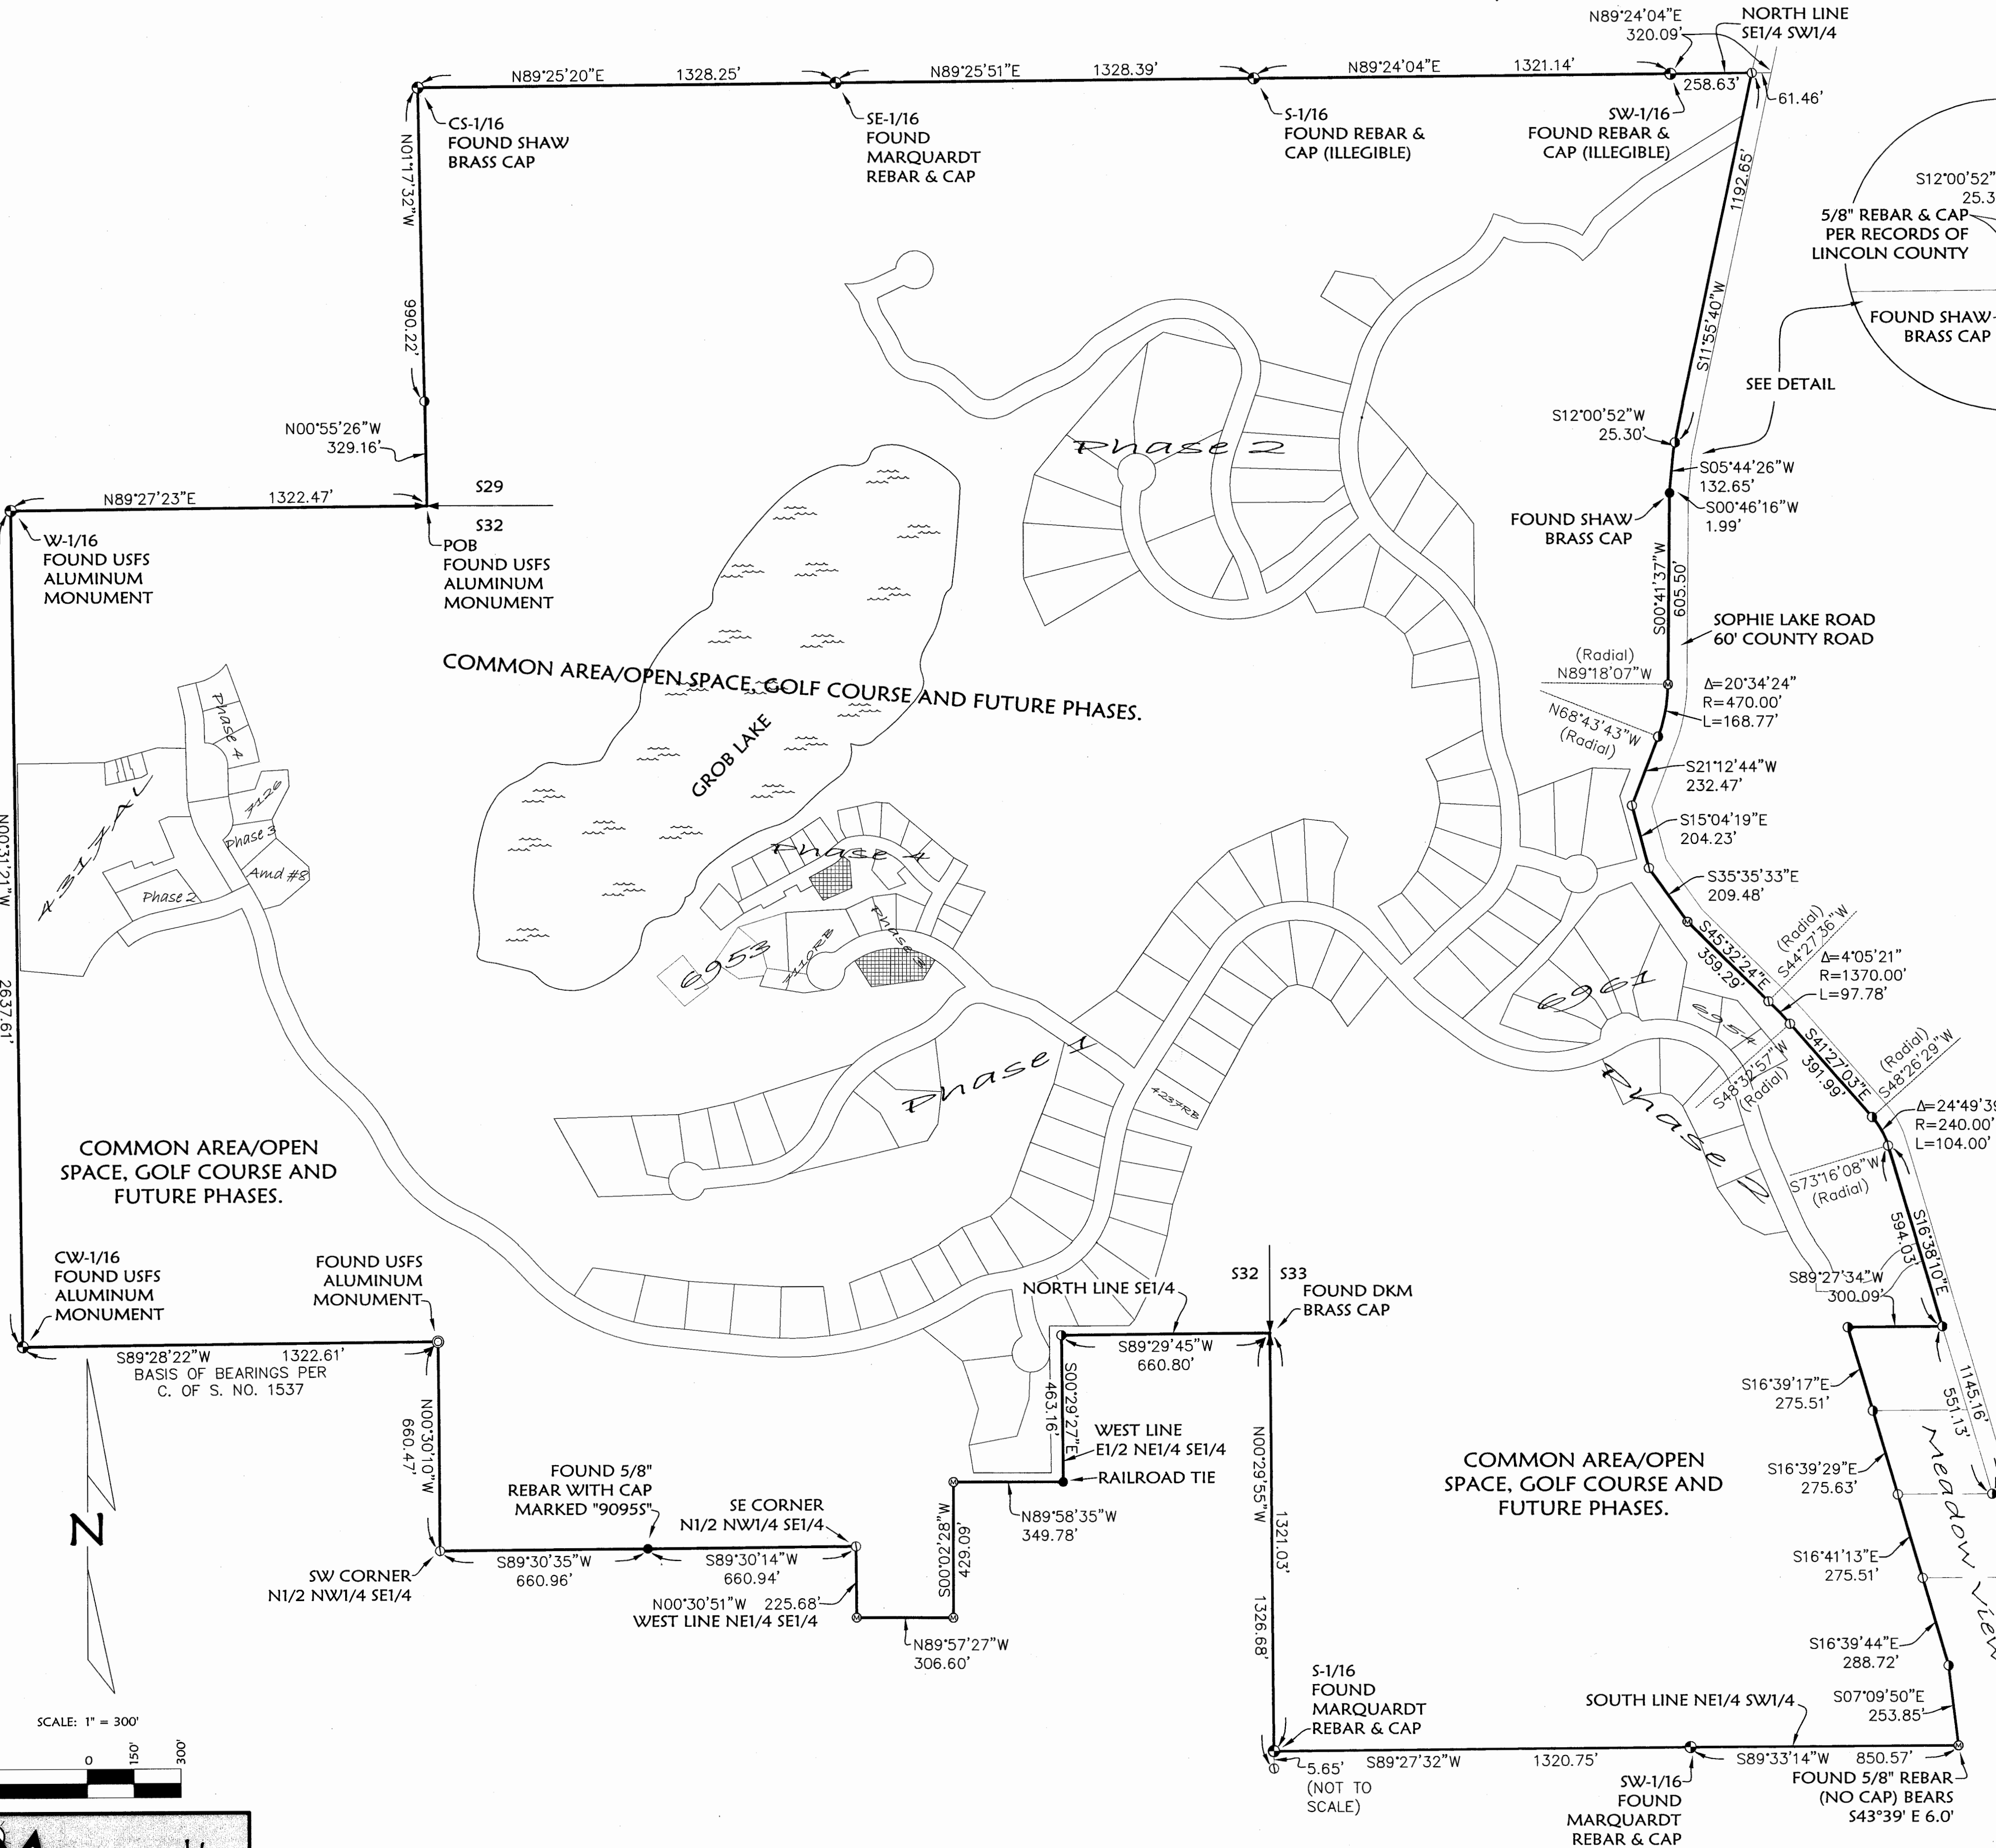 N89°24'04"E
320.09'
NORTH LINE
SE1/4 SW1/4
N89°25'20"E 1328.25'
N89°25'51"E 1328.39'
N89°24'04"E 1321.14'
258.63'
61.46'
CS-1/16
FOUND SHAW
BRASS CAP
SE-1/16
FOUND
MARQUARDT
REBAR & CAP
S-1/16
FOUND REBAR &
CAP (ILLEGIBLE)
SW-1/16
FOUND REBAR &
CAP (ILLEGIBLE)
N01°17'32"W
990.22'
1192.65'
S11°55'40"W
S12°00'52"
25.3
5/8" REBAR & CAP
PER RECORDS OF
LINCOLN COUNTY
FOUND SHAW
BRASS CAP
SEE DETAIL
N00°55'26"W
329.16'
S12°00'52"W
25.30'
Phase 2
S05°44'26"W
132.65'
S00°46'16"W
1.99'
FOUND SHAW
BRASS CAP
N89°27'23"E 1322.47'
S29
S32
W-1/16
FOUND USFS
ALUMINUM
MONUMENT
POB
FOUND USFS
ALUMINUM
MONUMENT
S00°41'37"W
605.50'
SOPHIE LAKE ROAD
60' COUNTY ROAD
COMMON AREA/OPEN SPACE, GOLF COURSE AND FUTURE PHASES.
(Radial)
N89°18'07"W
Δ=20°34'24"
R=470.00'
L=168.77'
N68°43'43"W
(Radial)
GROB LAKE
Phase 4
S21°12'44"W
232.47'
S15°04'19"E
204.23'
7126
Phase 3
Amd #8
Phase 2
N00°31'21"W
2637.61'
Phase 4
S35°35'33"E
209.48'
6953
7110RB
Phase 3
S45°32'24"E
359.29'
(Radial)
S44°27'36"W
Δ=4°05'21"
R=1370.00'
L=97.78'
6961
6954
S41°27'03"E
391.99'
S48°32'57"W
(Radial)
(Radial)
S48°26'29"W
Phase 1
4237RB
Phase 1
Δ=24°49'39
R=240.00'
L=104.00'
S73°16'08"W
(Radial)
COMMON AREA/OPEN
SPACE, GOLF COURSE AND
FUTURE PHASES.
S16°38'10"E
594.03'
CW-1/16
FOUND USFS
ALUMINUM
MONUMENT
FOUND USFS
ALUMINUM
MONUMENT
NORTH LINE SE1/4
S32
S33
FOUND DKM
BRASS CAP
S89°27'34"W
300.09'
S89°28'22"W 1322.61'
BASIS OF BEARINGS PER
C. OF S. NO. 1537
S89°29'45"W
660.80'
S00°29'27"E
463.16'
WEST LINE
E1/2 NE1/4 SE1/4
RAILROAD TIE
S16°39'17"E
275.51'
1145.16'
551.13'
Meadow View
N00°30'10"W
660.47'
N00°29'55"W
1321.03'
1326.68'
COMMON AREA/OPEN
SPACE, GOLF COURSE AND
FUTURE PHASES.
S16°39'29"E
275.63'
FOUND 5/8"
REBAR WITH CAP
MARKED "9095S"
SE CORNER
N1/2 NW1/4 SE1/4
N89°58'35"W
349.78'
S00°02'28"W
429.09'
N
S89°30'35"W
660.96'
S89°30'14"W
660.94'
SW CORNER
N1/2 NW1/4 SE1/4
N00°30'51"W 225.68'
WEST LINE NE1/4 SE1/4
N89°57'27"W
306.60'
S16°41'13"E
275.51'
S16°39'44"E
288.72'
S-1/16
FOUND
MARQUARDT
REBAR & CAP
SOUTH LINE NE1/4 SW1/4
S07°09'50"E
253.85'
SCALE: 1" = 300'
0 150' 300'
5.65'
(NOT TO
SCALE)
S89°27'32"W 1320.75'
S89°33'14"W 850.57'
SW-1/16
FOUND
MARQUARDT
REBAR & CAP
FOUND 5/8" REBAR
(NO CAP) BEARS
S43°39' E 6.0'